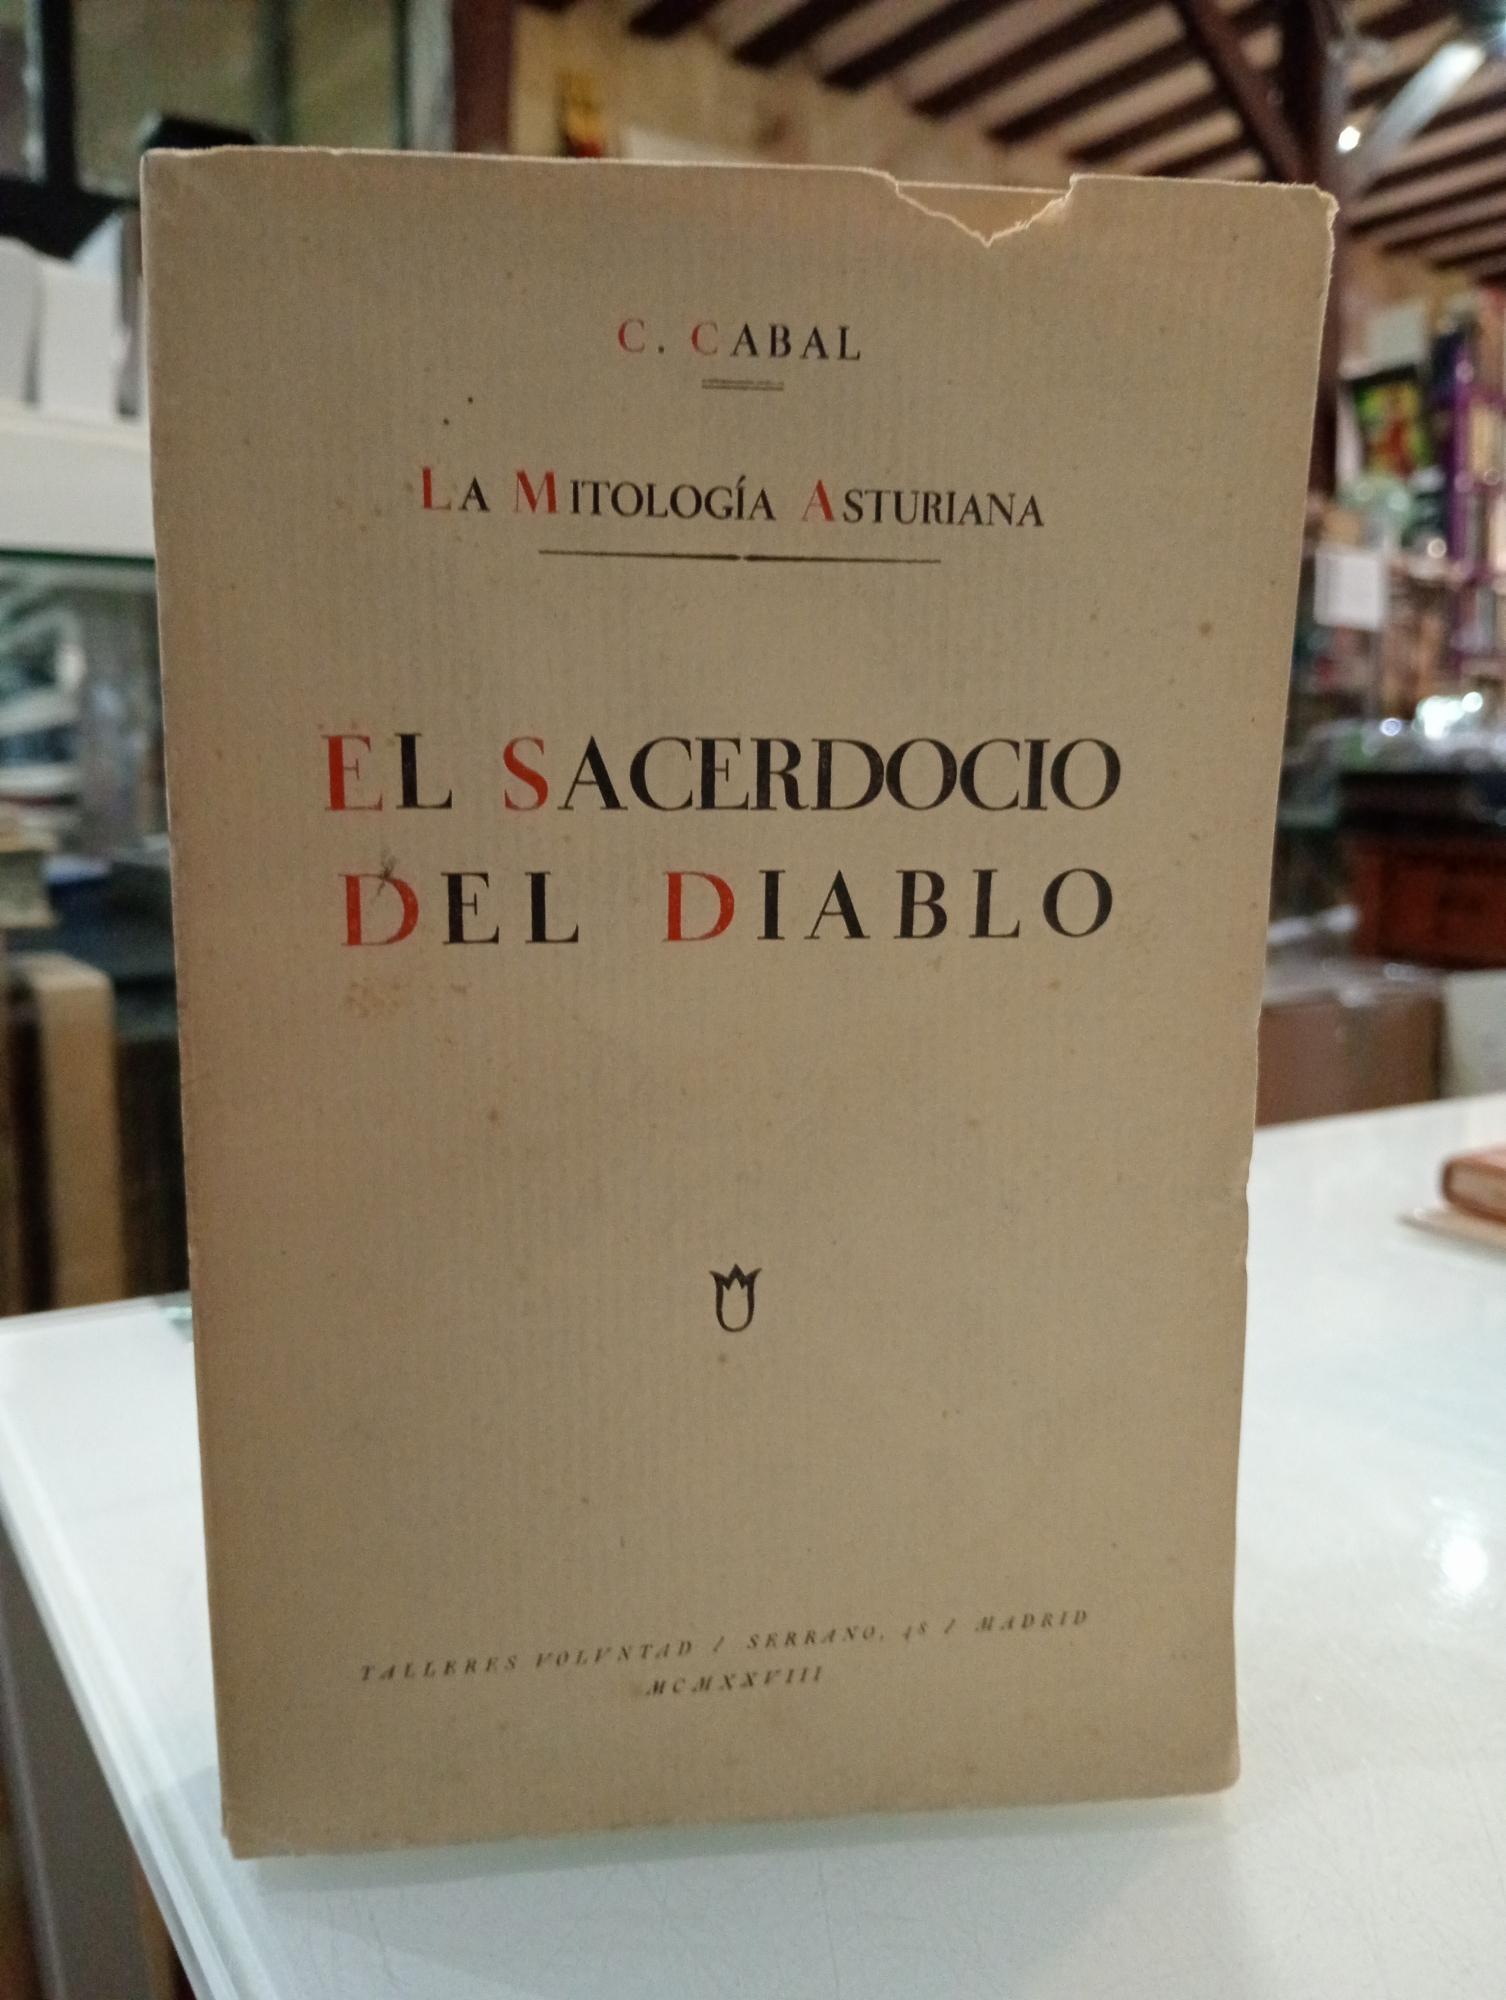 C. CABAL
LA MITOLOGÍA ASTURIANA
EL SACERDOCIO
DEL DIABLO
TALLERES VOLVNTAD / SERRANO, 48 / MADRID
MCMXXVIII